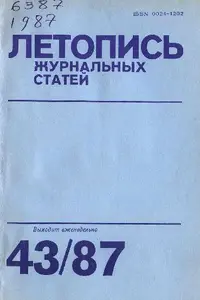 6387
1987
ISSN 0024-1202
ЛЕТОПИСЬ
ЖУРНАЛЬНЫХ
СТАТЕЙ
Выходит еженедельно
43/87